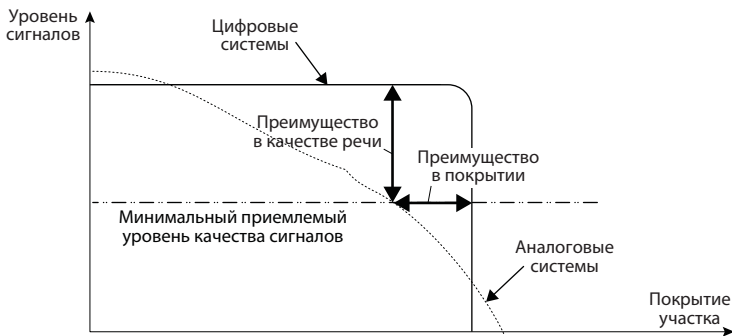 Уровень
сигналов
Цифровые
системы
Преимущество
в качестве речи
Преимущество
в покрытии
Минимальный приемлемый
уровень качества сигналов
Аналоговые
системы
Покрытие
участка